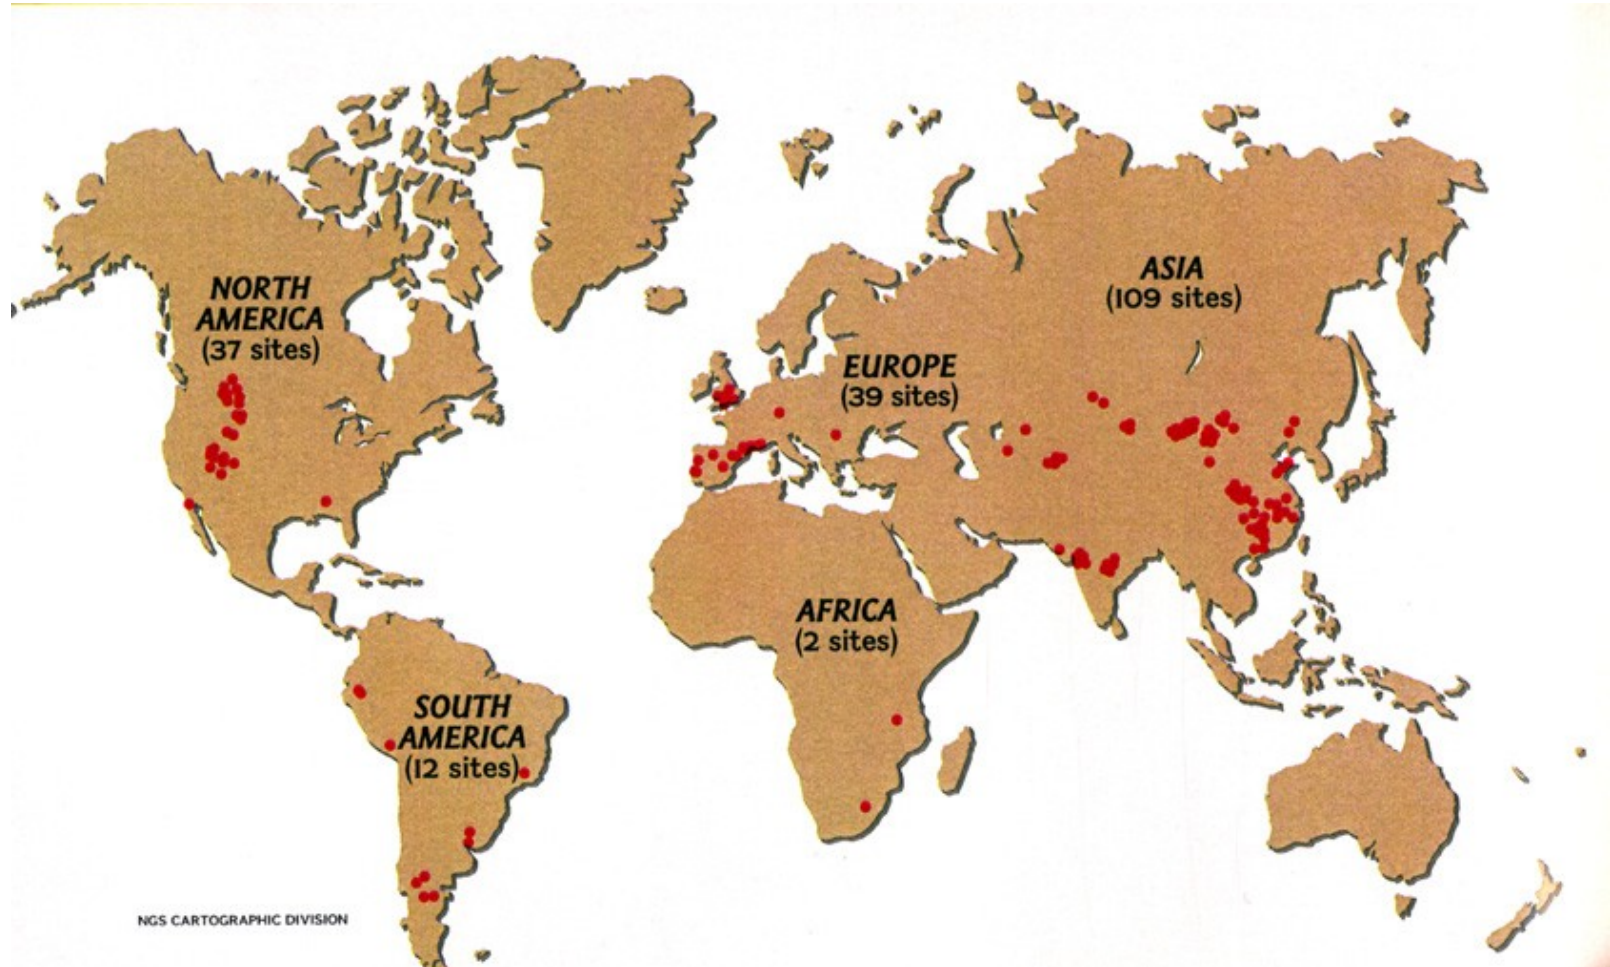 NORTH
AMERICA
(37 sites)
ASIA
(109 sites)
EUROPE
(39 sites)
AFRICA
(2 sites)
SOUTH
AMERICA
(12 sites)
NGS CARTOGRAPHIC DIVISION